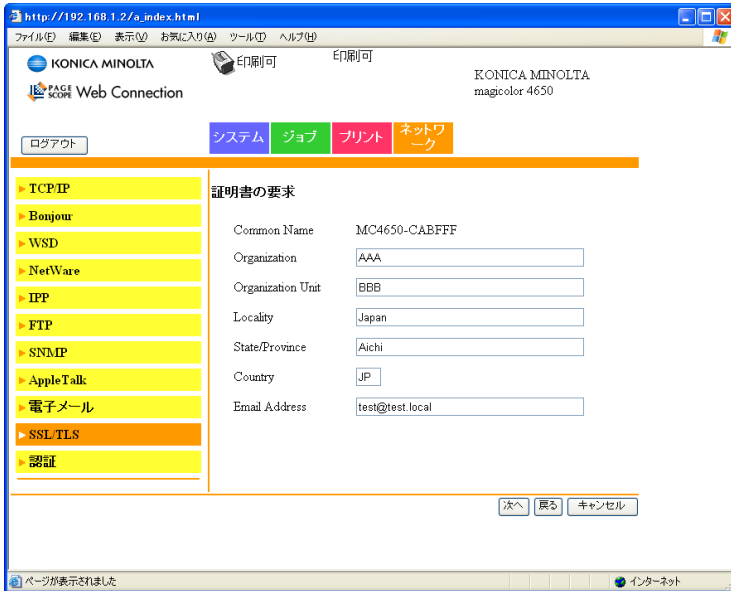 http://192.168.1.2/a_index.html
ファイル(F) 編集(E) 表示(V) お気に入り(A) ツール(T) ヘルプ(H)
KONICA MINOLTA
印刷可
印刷可
PAGE SCOPE Web Connection
KONICA MINOLTA
magicolor 4650
ログアウト
システム
ジョブ
プリント
ネットワ
ーク
TCP/IP
Bonjour
WSD
NetWare
IPP
FTP
SNMP
AppleTalk
電子メール
SSL/TLS
認証
証明書の要求
Common Name MC4650-CABFFF
Organization AAA
Organization Unit BBB
Locality Japan
State/Province Aichi
Country JP
Email Address test@test.local
次へ 戻る キャンセル
ページが表示されました
インターネット